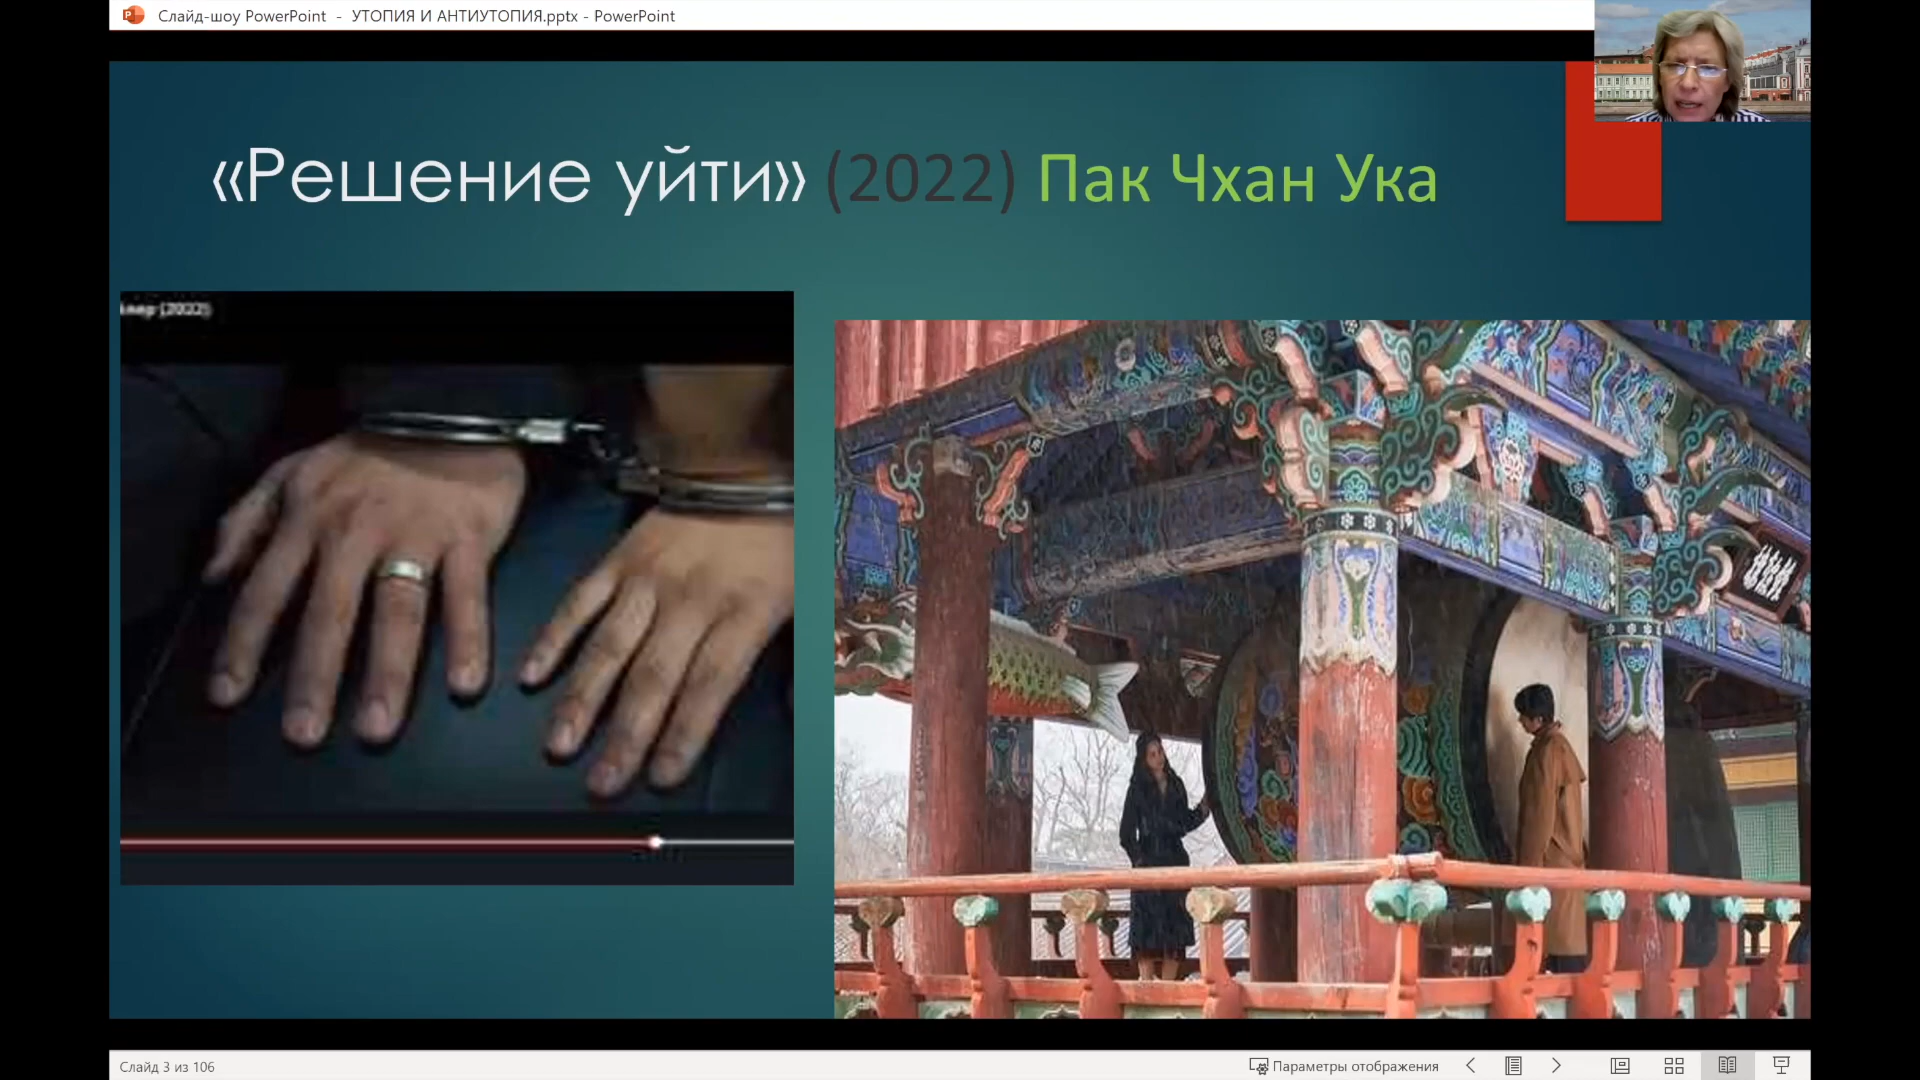 Слайд-шоу PowerPoint - УТОПИЯ И АНТИУТОПИЯ.pptx - PowerPoint
«Решение уйти» (2022) Пак Чхан Ука
(2022)
Слайд 3 из 106
Параметры отображения